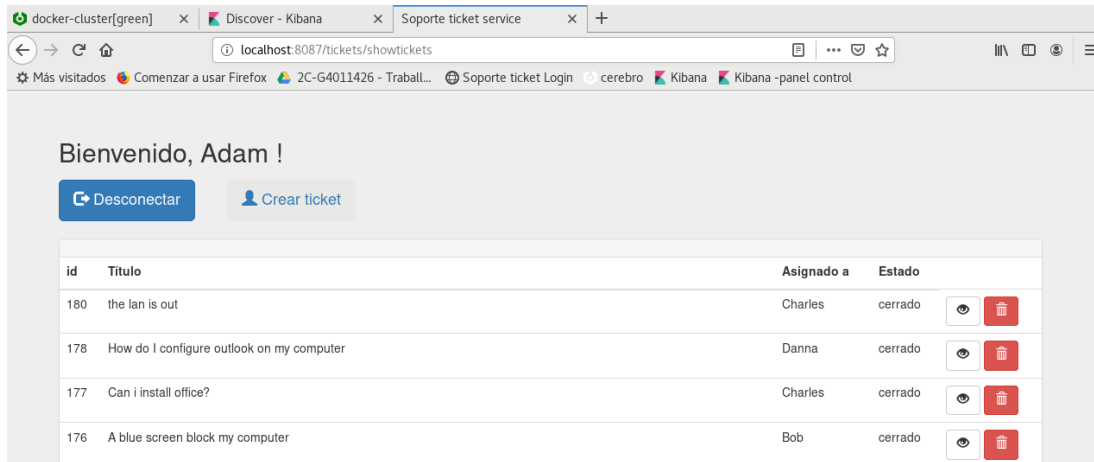 docker-cluster[green] Discover - Kibana Soporte ticket service
localhost:8087/tickets/showtickets
Más visitados Comenzar a usar Firefox 2C-G4011426 - Traball... Soporte ticket Login cerebro Kibana Kibana -panel control
Bienvenido, Adam !
Desconectar Crear ticket
id Título Asignado a Estado
180 the lan is out Charles cerrado
178 How do I configure outlook on my computer Danna cerrado
177 Can i install office? Charles cerrado
176 A blue screen block my computer Bob cerrado